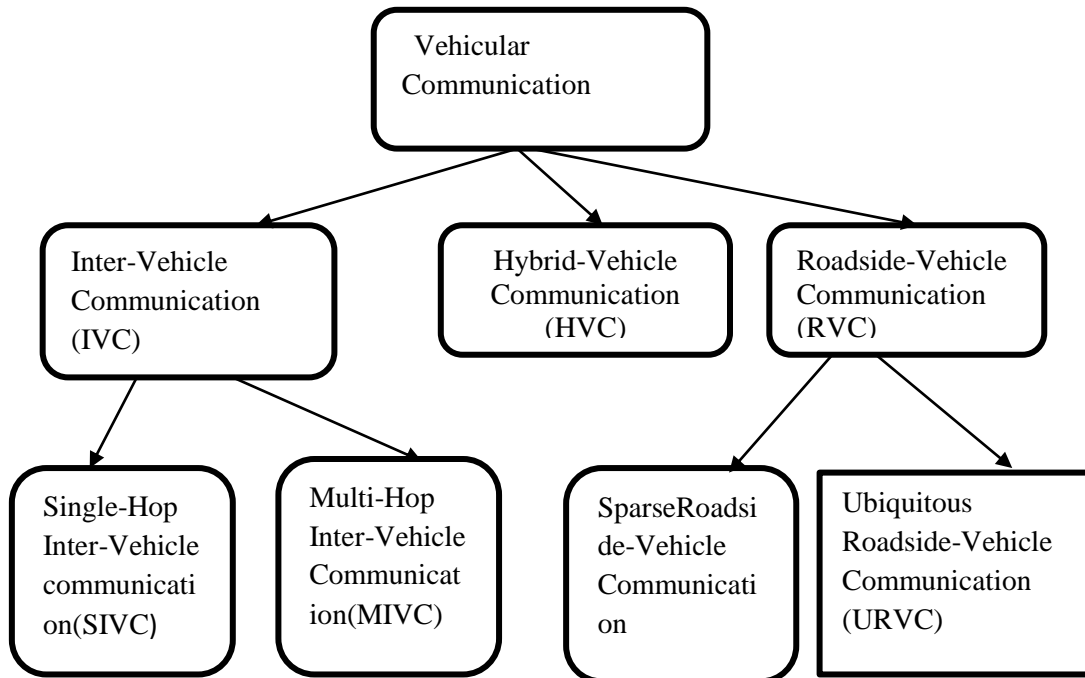 Vehicular
Communication
Inter-Vehicle
Communication
(IVC)
Hybrid-Vehicle
Communication
(HVC)
Roadside-Vehicle
Communication
(RVC)
Single-Hop
Inter-Vehicle
communicati
on(SIVC)
Multi-Hop
Inter-Vehicle
Communicat
ion(MIVC)
SparseRoadsi
de-Vehicle
Communicati
on
Ubiquitous
Roadside-Vehicle
Communication
(URVC)